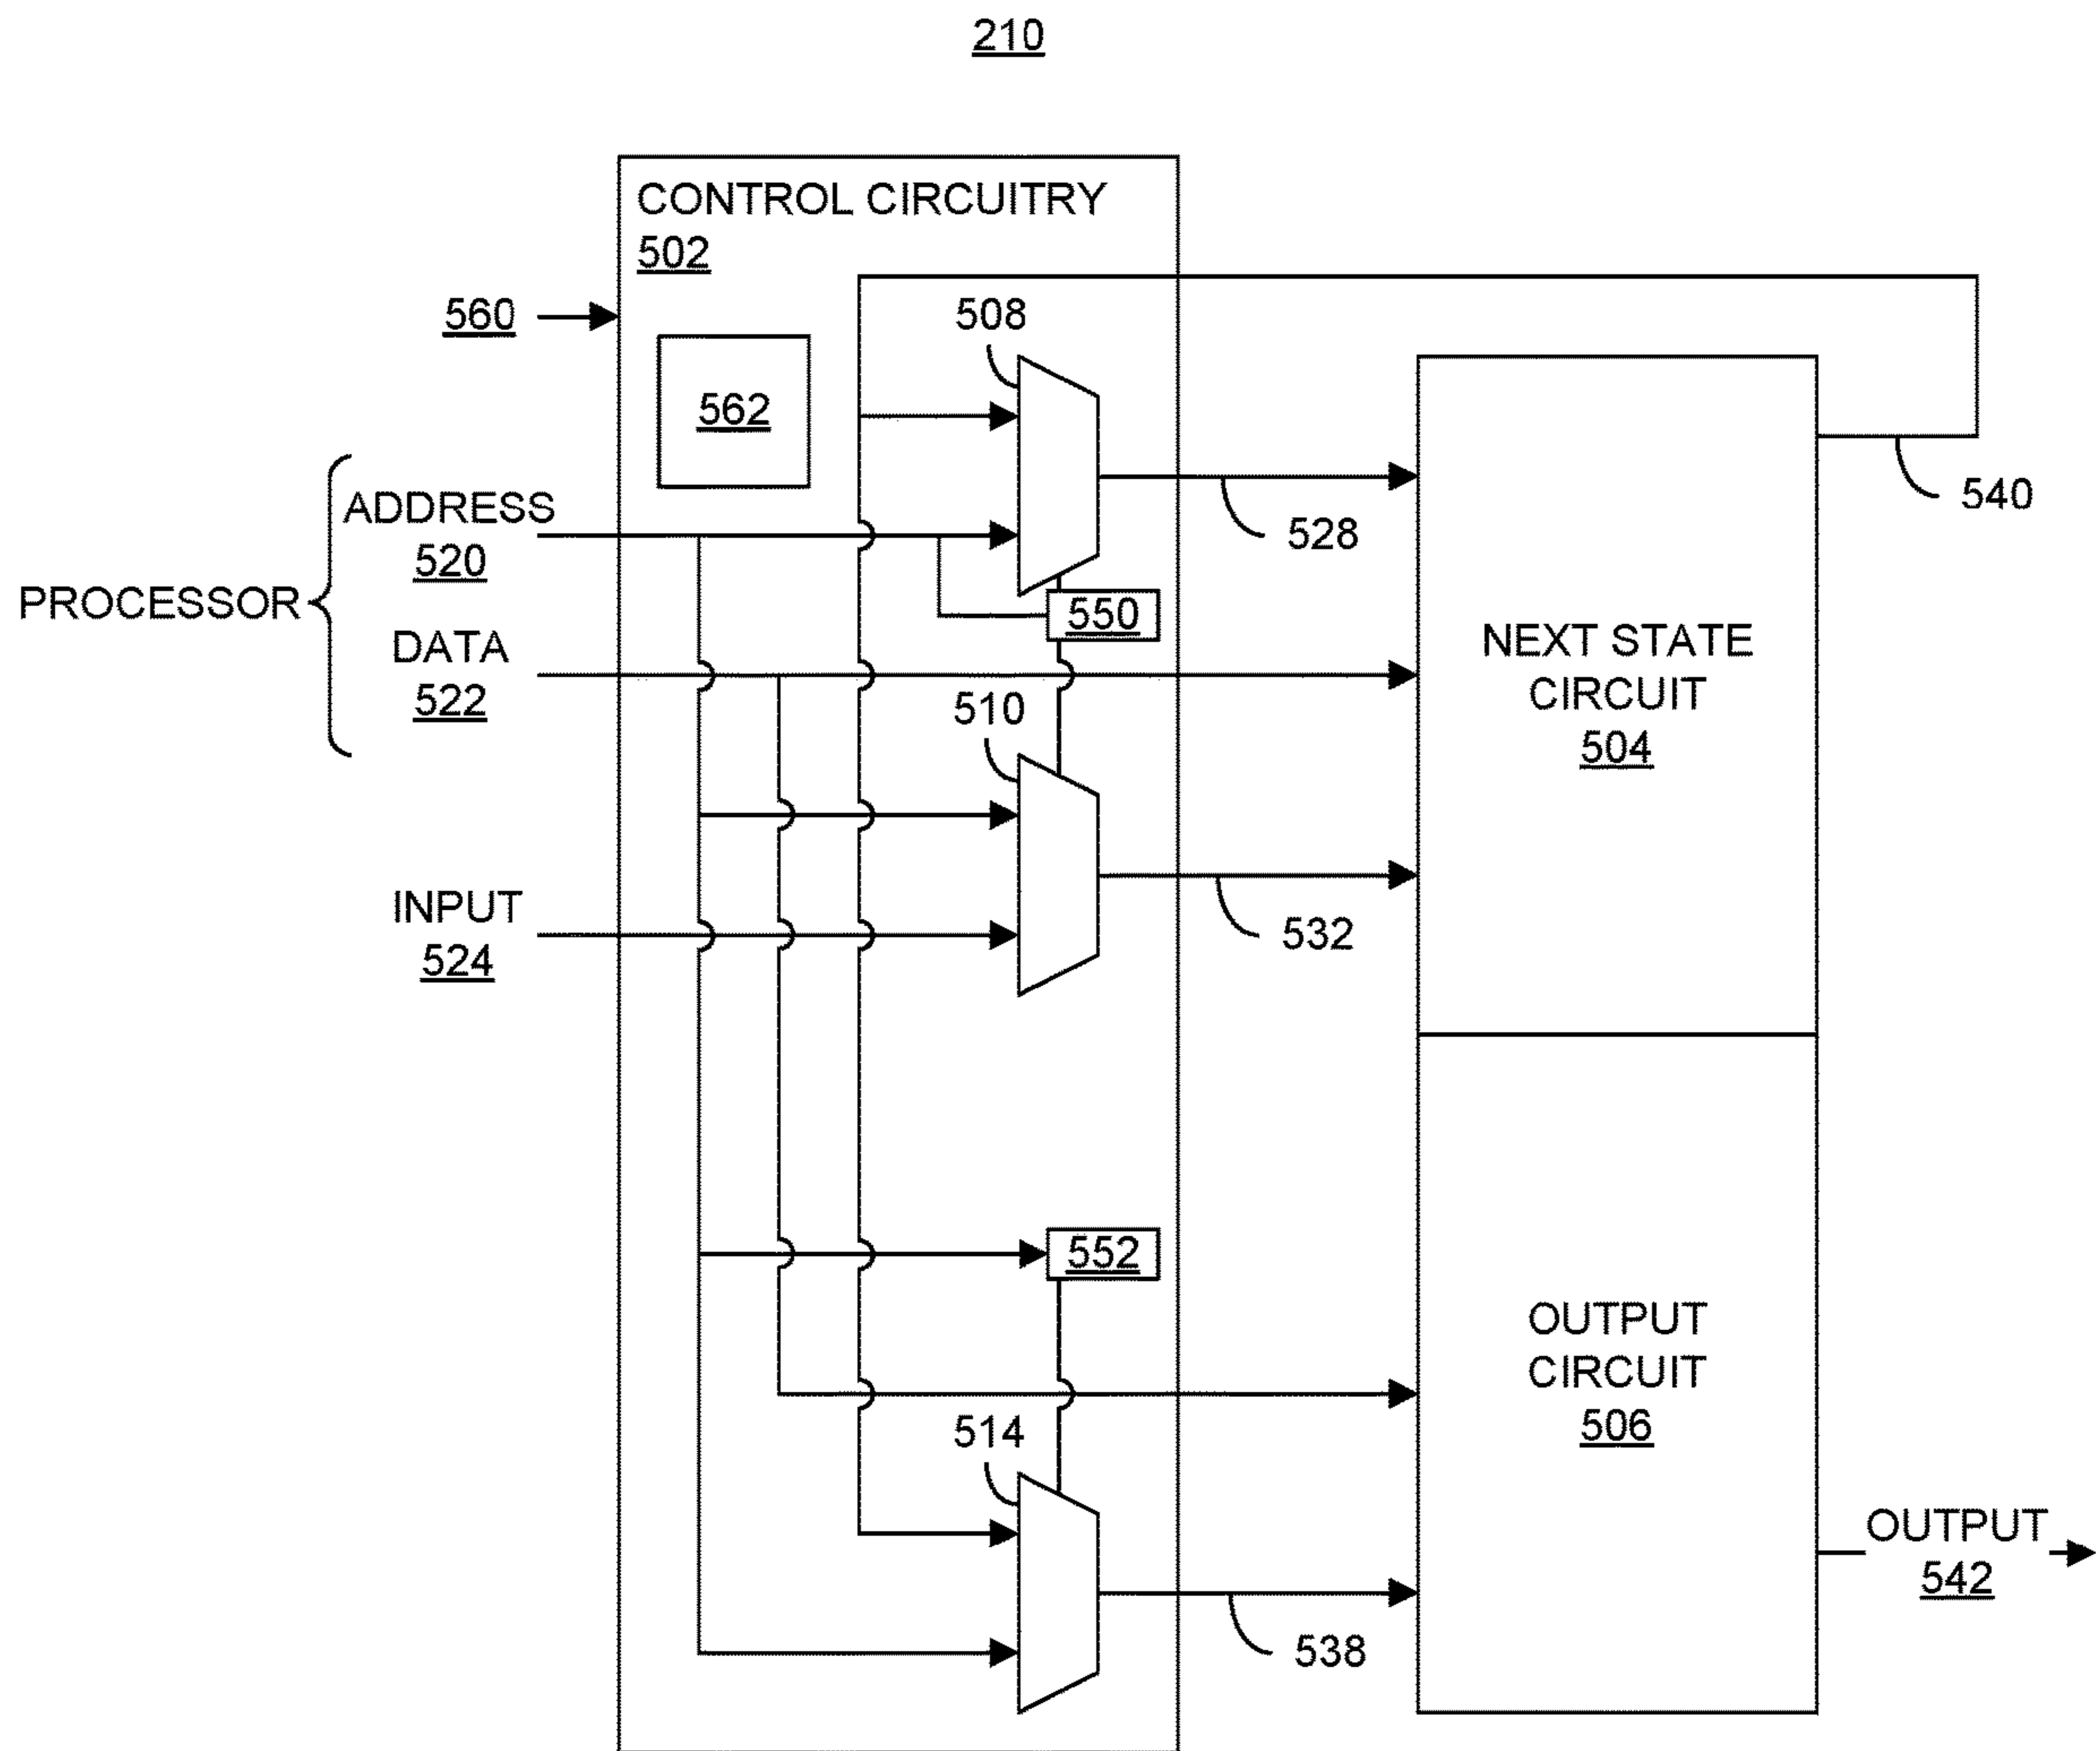 210
CONTROL CIRCUITRY
502
560
508
562
540
ADDRESS
520
528
PROCESSOR
550
DATA
522
NEXT STATE
CIRCUIT
504
510
INPUT
524
532
552
OUTPUT
CIRCUIT
506
514
OUTPUT
542
538